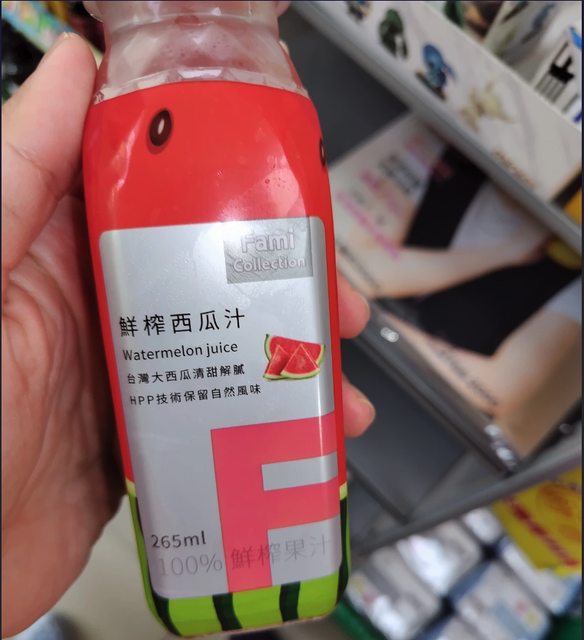 Fami
Collection
鮮榨西瓜汁
Watermelon juice
台灣大西瓜清甜解膩
HPP技術保留自然風味
F
265ml
100% 鮮榨果汁